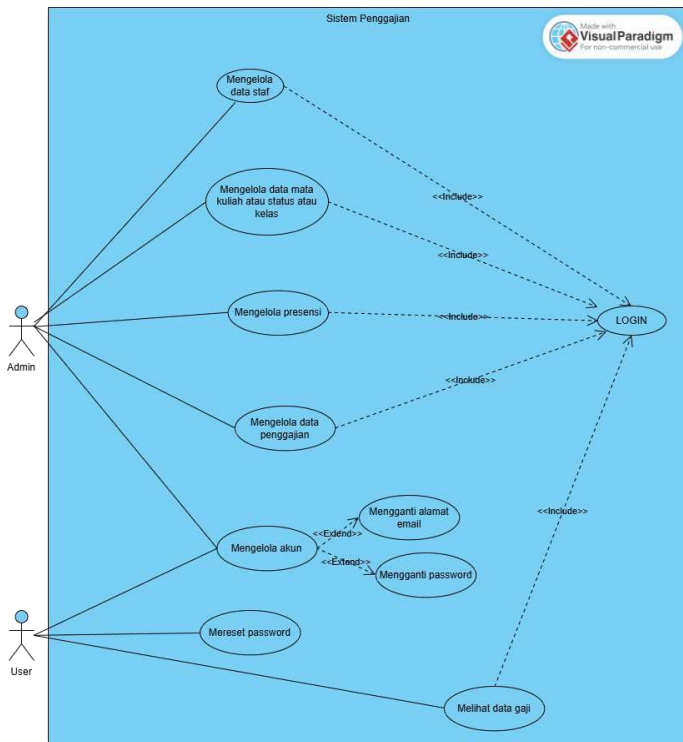 Sistem Penggajian
Made with
Visual Paradigm
For non-commercial use
Mengelola
data staf
<<Include>>
Mengelola data mata
kuliah atau status atau
kelas
<<Include>>
Mengelola presensi
<<Include>>
LOGIN
Admin
<<Include>>
Mengelola data
penggajian
Mengganti alamat
email
<<Include>>
<<Extend>>
Mengelola akun
<<Extend>>
Mengganti password
Mereset password
User
Melihat data gaji